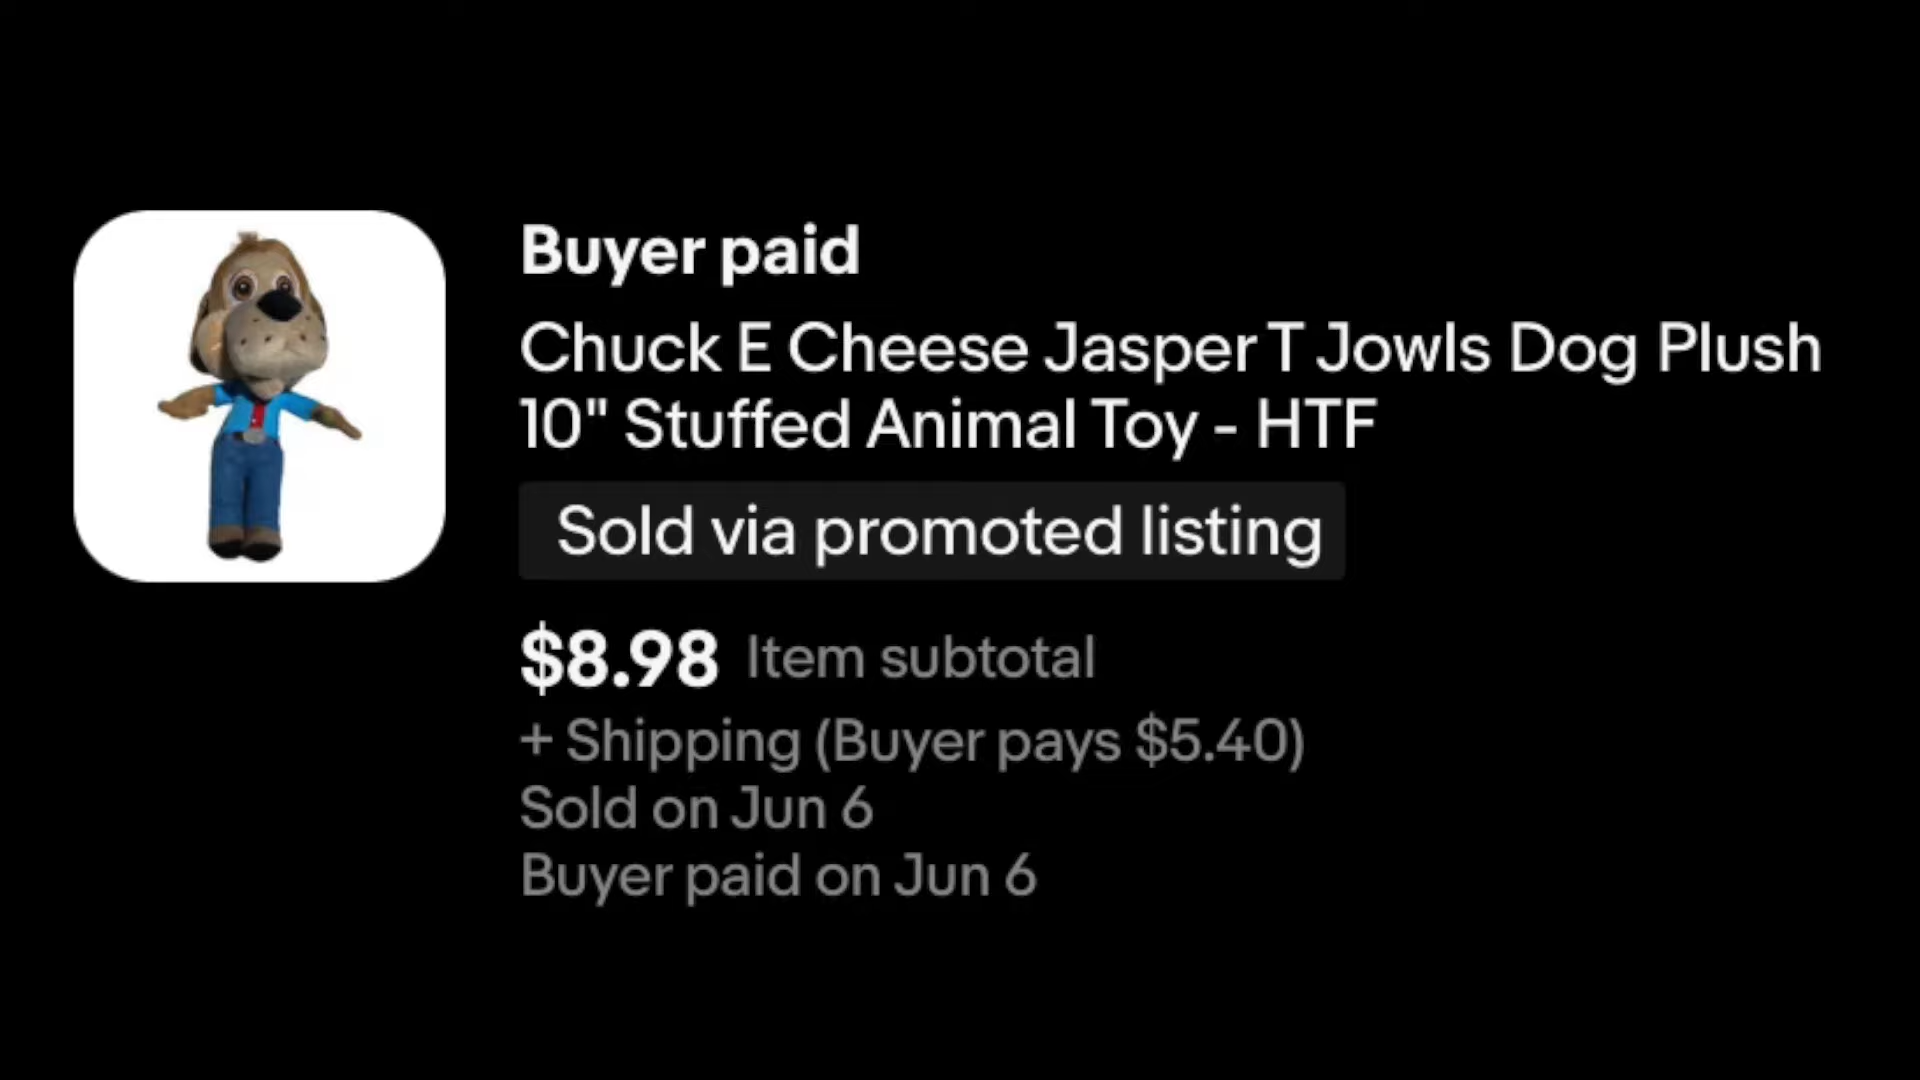 Buyer paid
Chuck E Cheese Jasper T Jowls Dog Plush
10" Stuffed Animal Toy - HTF
Sold via promoted listing
$8.98 Item subtotal
+ Shipping (Buyer pays $5.40)
Sold on Jun 6
Buyer paid on Jun 6